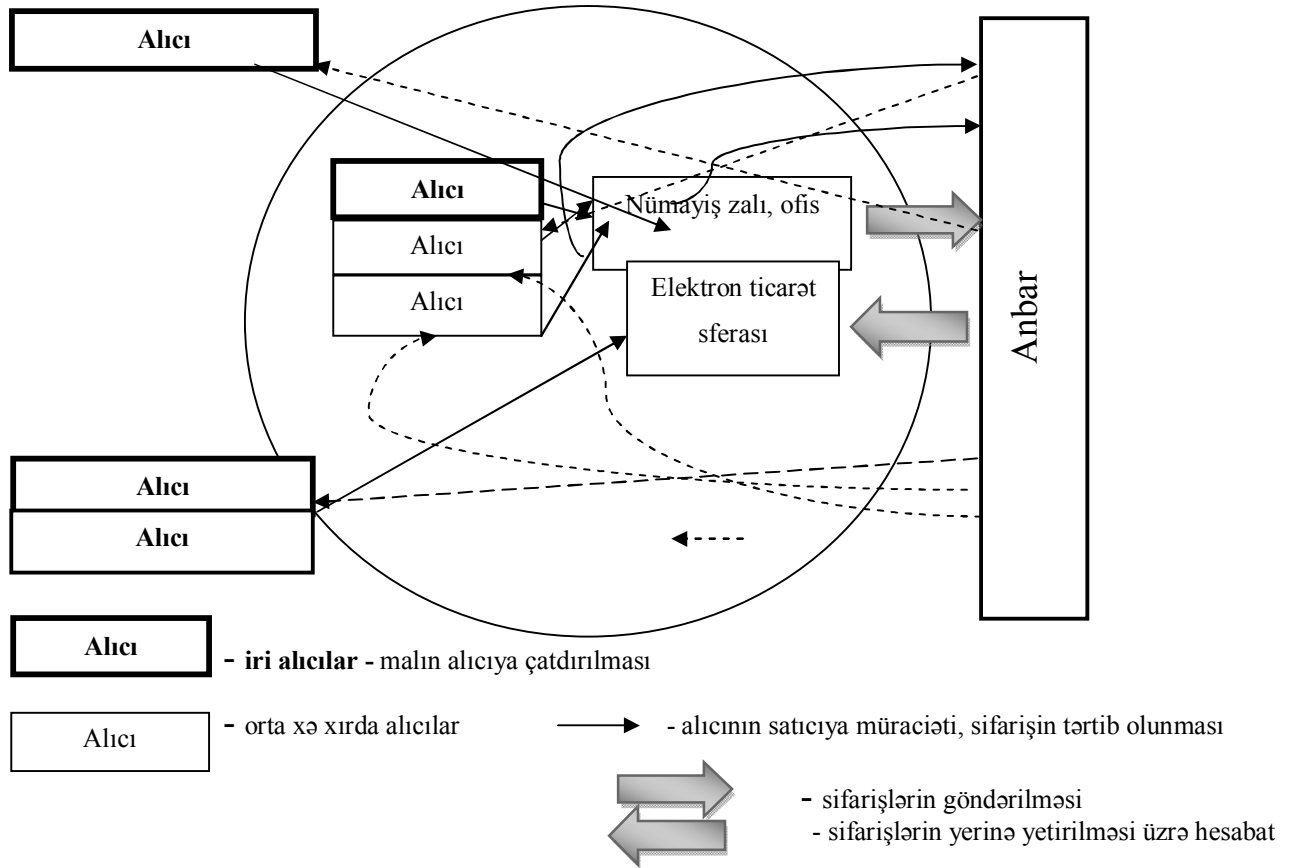 Alıcı
Alıcı
Alıcı
Alıcı
Nümayiş zalı, ofis
Elektron ticarət
sferası
Anbar
Alıcı
Alıcı
Alıcı
- iri alıcılar - malın alıcıya çatdırılması
Alıcı
- orta xə xırda alıcılar
- alıcının satıcıya müraciəti, sifarişin tərtib olunması
- sifarişlərin göndərilməsi
- sifarişlərin yerinə yetirilməsi üzrə hesabat